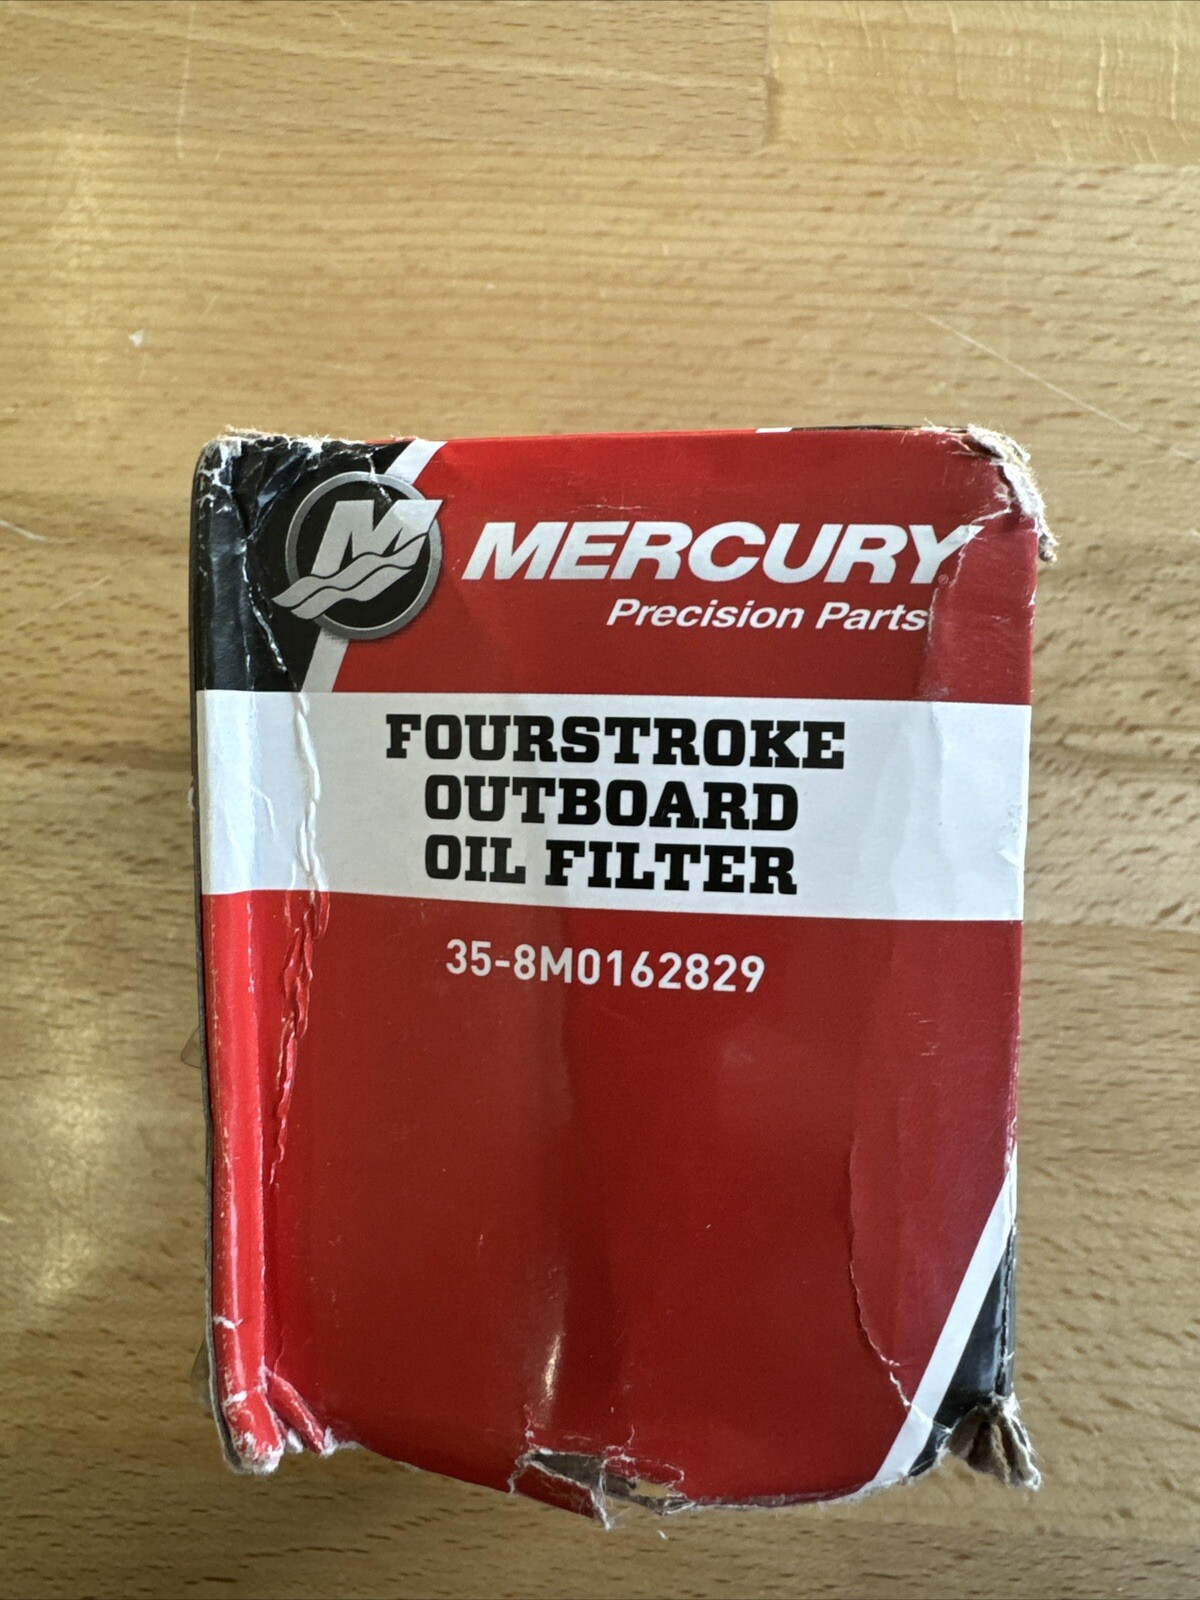 M
MERCURY®
Precision Parts
FOURSTROKE
OUTBOARD
OIL FILTER
35-8M0162829